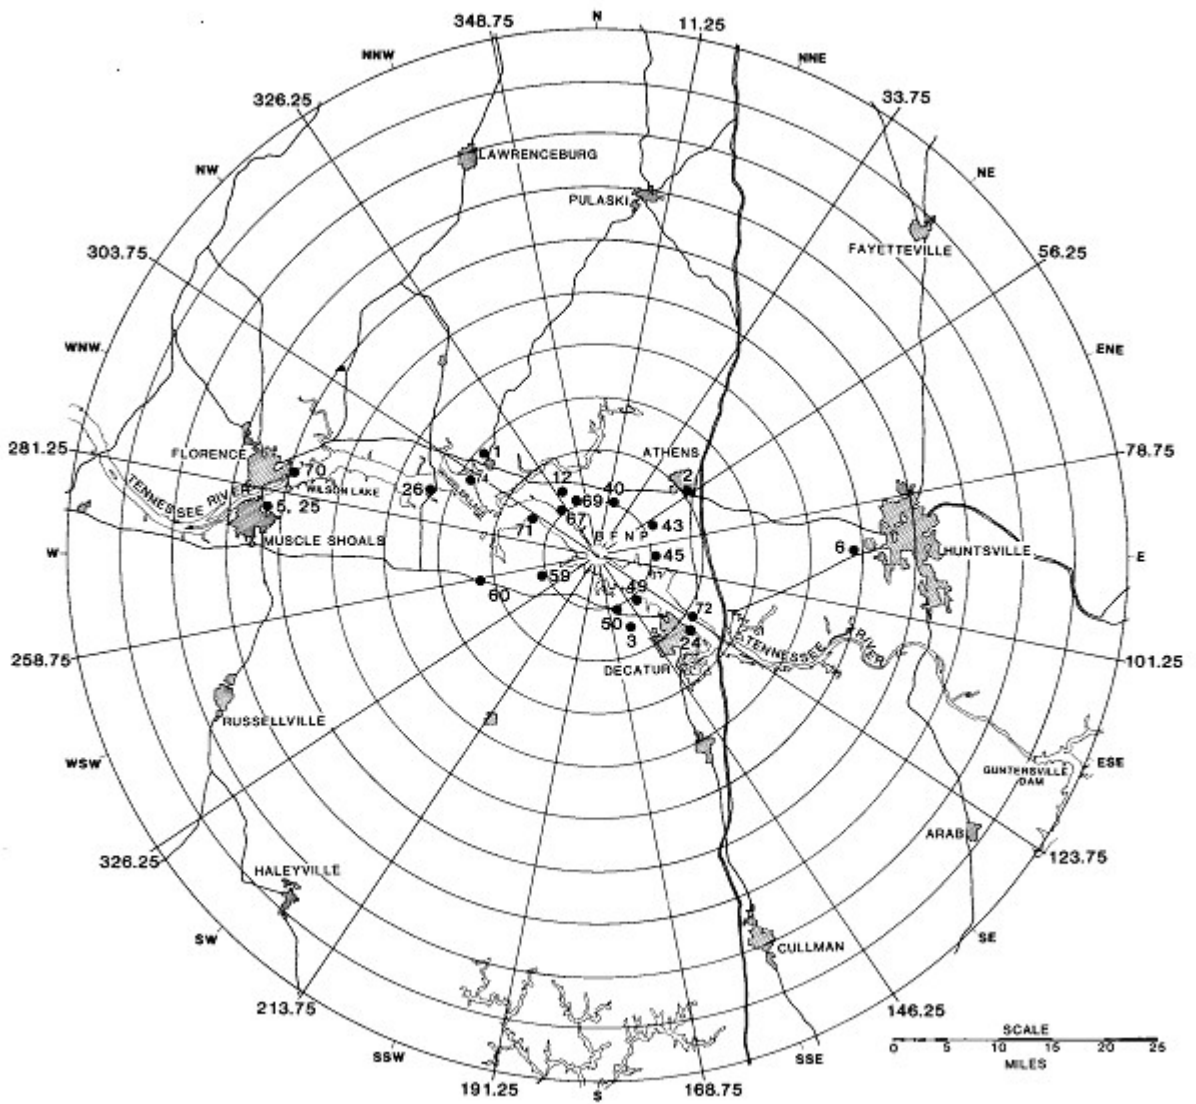 N
348.75
11.25
NNW
NNE
326.25
33.75
LAWRENCEBURG
NW
NE
PULASKI
FAYETTEVILLE
303.75
56.25
WNW
ENE
281.25
FLORENCE
1
ATHENS
78.75
70
74
2
TENNESSEE RIVER
WILSON LAKE
26
12
69
40
5, 25
71
67
43
MUSCLE SHOALS
BFNP
W
45
6
HUNTSVILLE
E
59
60
49
72
50
3
24
TENNESSEE RIVER
DECATUR
258.75
101.25
RUSSELLVILLE
WSW
GUNTERSVILLE
DAM
ESE
ARAB
326.25
123.75
HALEYVILLE
SW
CULLMAN
SE
213.75
146.25
SSW
SSE
SCALE
0 5 10 15 20 25
MILES
191.25
168.75
S